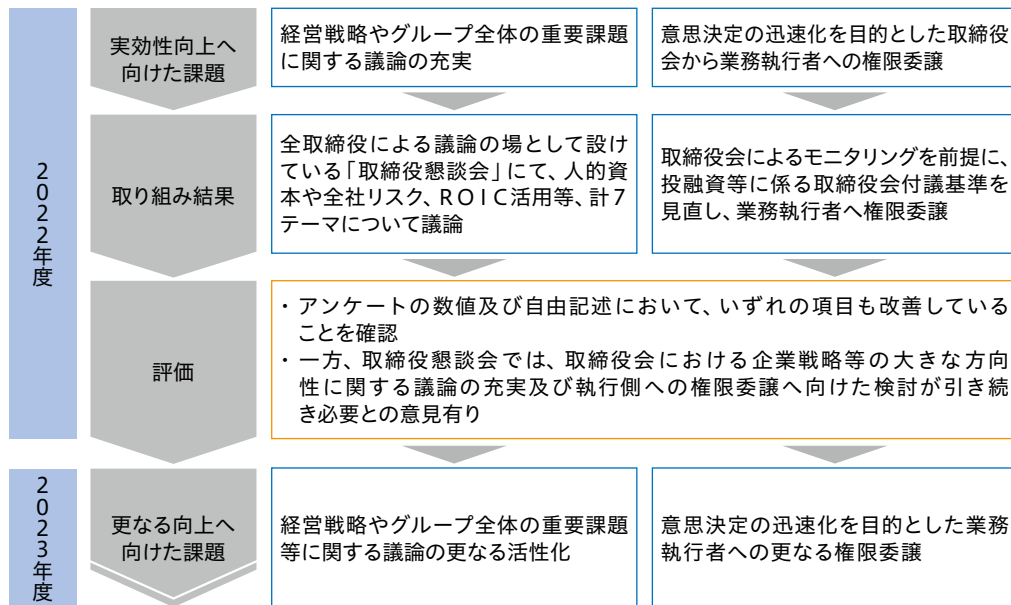 2022年度
実効性向上へ
向けた課題
経営戦略やグループ全体の重要課題
に関する議論の充実
意思決定の迅速化を目的とした取締役
会から業務執行者への権限委譲
取り組み結果
全取締役による議論の場として設け
ている「取締役懇談会」にて、人的資
本や全社リスク、ROIC活用等、計7
テーマについて議論
取締役会によるモニタリングを前提に、
投融資等に係る取締役会付議基準を
見直し、業務執行者へ権限委譲
評価
・アンケートの数値及び自由記述において、いずれの項目も改善している
ことを確認
・一方、取締役懇談会では、取締役会における企業戦略等の大きな方向
性に関する議論の充実及び執行側への権限委譲へ向けた検討が引き続
き必要との意見有り
2023年度
更なる向上へ
向けた課題
経営戦略やグループ全体の重要課題
等に関する議論の更なる活性化
意思決定の迅速化を目的とした業務
執行者への更なる権限委譲